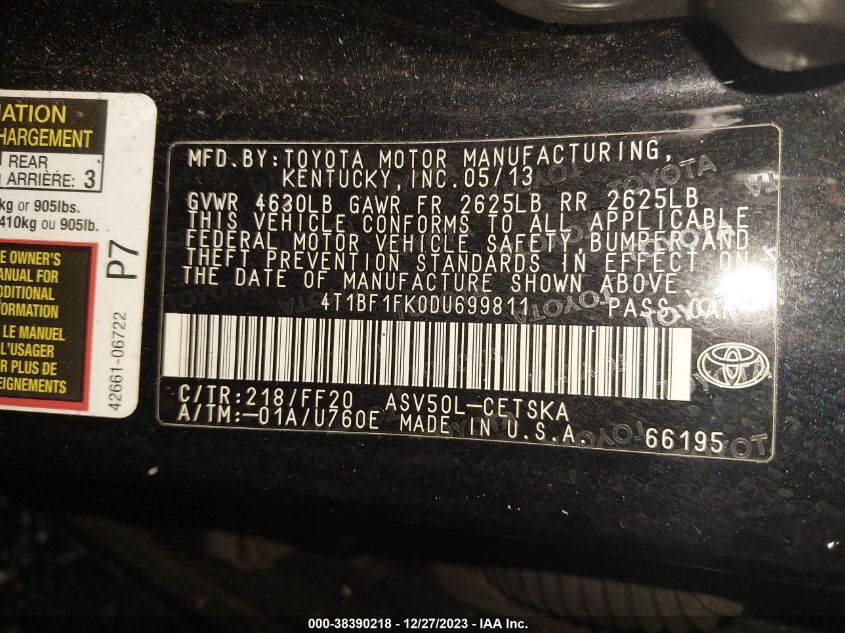 ATION
HARGEMENT
REAR
ARRIÈRE: 3
kg or 905lbs.
410kg ou 905lb.
E OWNER'S
ANUAL FOR
DDITIONAL
FORMATION
LE MANUEL
L'USAGER
R PLUS DE
EIGNEMENTS
P7
42661-06722
MFD.BY:TOYOTA MOTOR MANUFACTURING,
KENTUCKY,INC.05/13
GVWR 4630LB GAWR FR 2625LB RR 2625LB
THIS VEHICLE CONFORMS TO ALL APPLICABLE
FEDERAL MOTOR VEHICLE SAFETY,BUMPER,AND
THEFT PREVENTION STANDARDS IN EFFECT ON
THE DATE OF MANUFACTURE SHOWN ABOVE.
4T1BF1FK0DU699811 PASS.CAR
C/TR:218/FF20 ASV50L-CETSKA
A/TM:-01A/U760E MADE IN U.S.A. 66195
TOYOTA
000-38390218 - 12/27/2023 - IAA Inc.